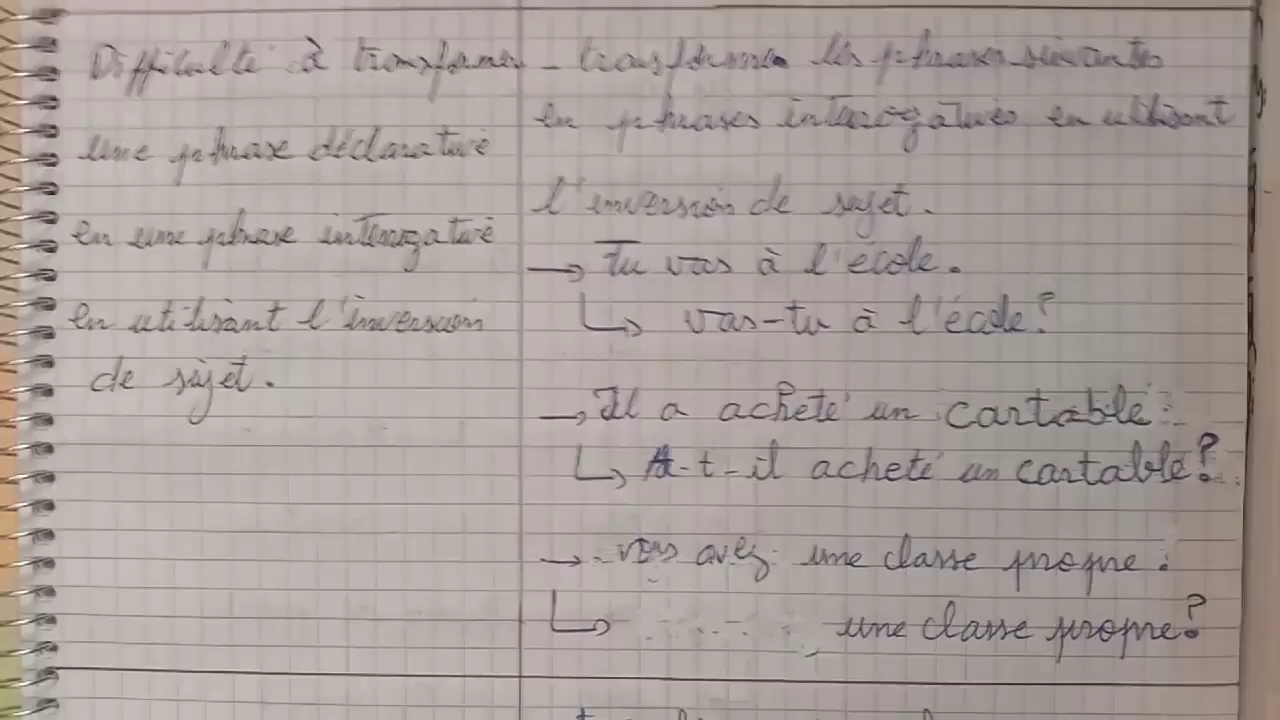 Difficulté à transformer
une phrase déclarative
en une phrase interrogative
en utilisant l'inversion
de sujet.
- transformer les phrases suivantes
en phrases interogatives en utilisant
l'inversion de sujet.
→ Tu vas à l'école.
↳ vas-tu à l'école?
→ Il a acheté un cartable.
↳ A-t-il acheté un cartable?
→ vous avez une classe propre.
↳ une classe propre?